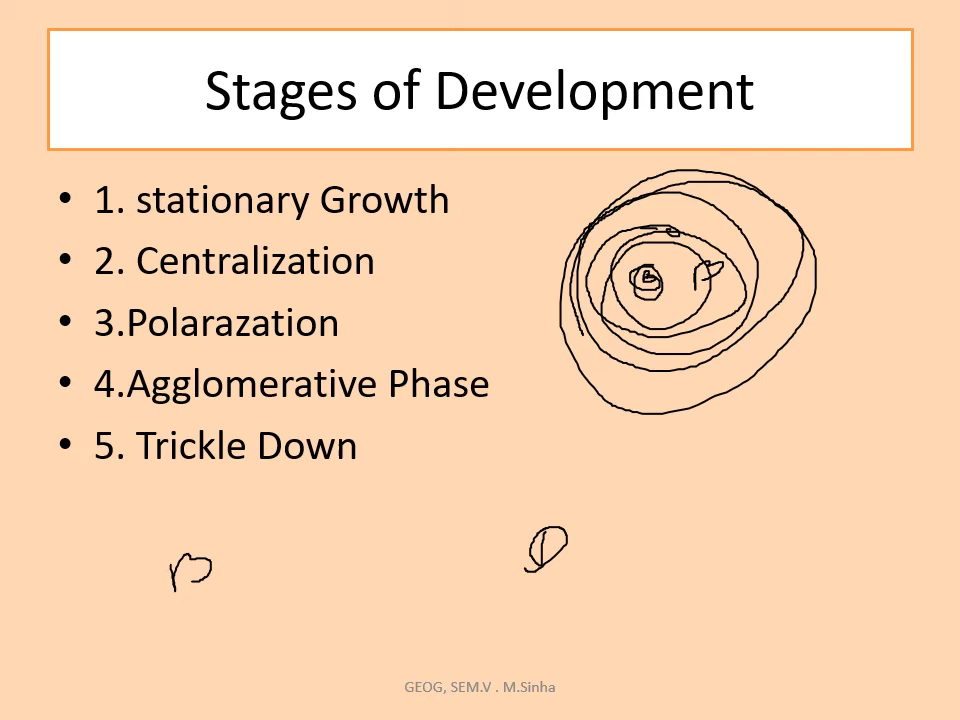 Stages of Development
• 1. stationary Growth
• 2. Centralization
• 3.Polarazation
• 4.Agglomerative Phase
• 5. Trickle Down
GEOG, SEM.V . M.Sinha